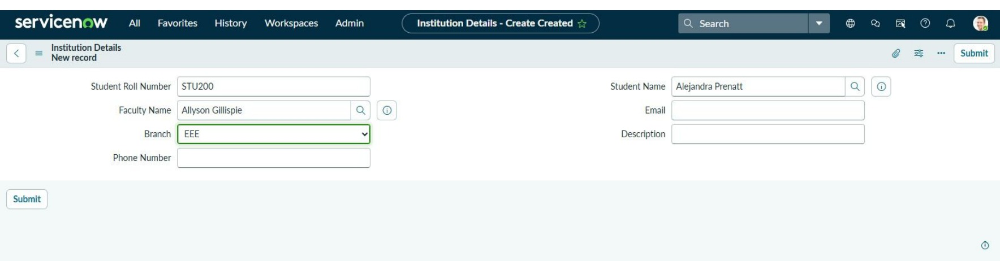 servicenow All Favorites History Workspaces Admin Institution Details - Create Created Search
Institution Details
New record
Submit
Student Roll Number STU200 Student Name Alejandra Prenatt
Faculty Name Allyson Gillispie Email
Branch EEE Description
Phone Number
Submit